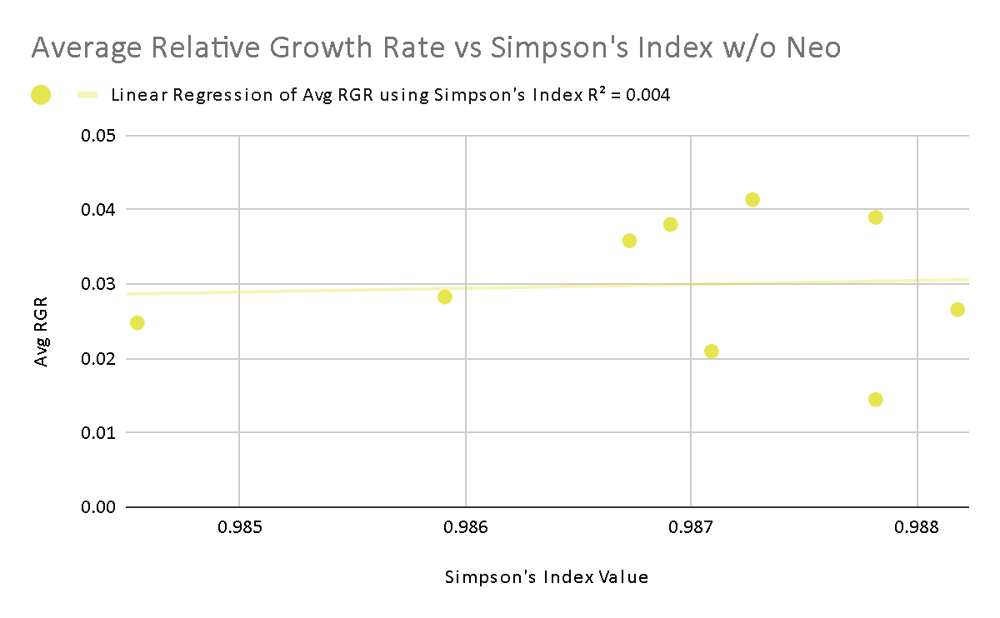 Average Relative Growth Rate vs Simpson's Index w/o Neo
Linear Regression of Avg RGR using Simpson's Index R² = 0.004
0.05
0.04
0.03
0.02
0.01
0.00
Avg RGR
0.985
0.986
0.987
0.988
Simpson's Index Value